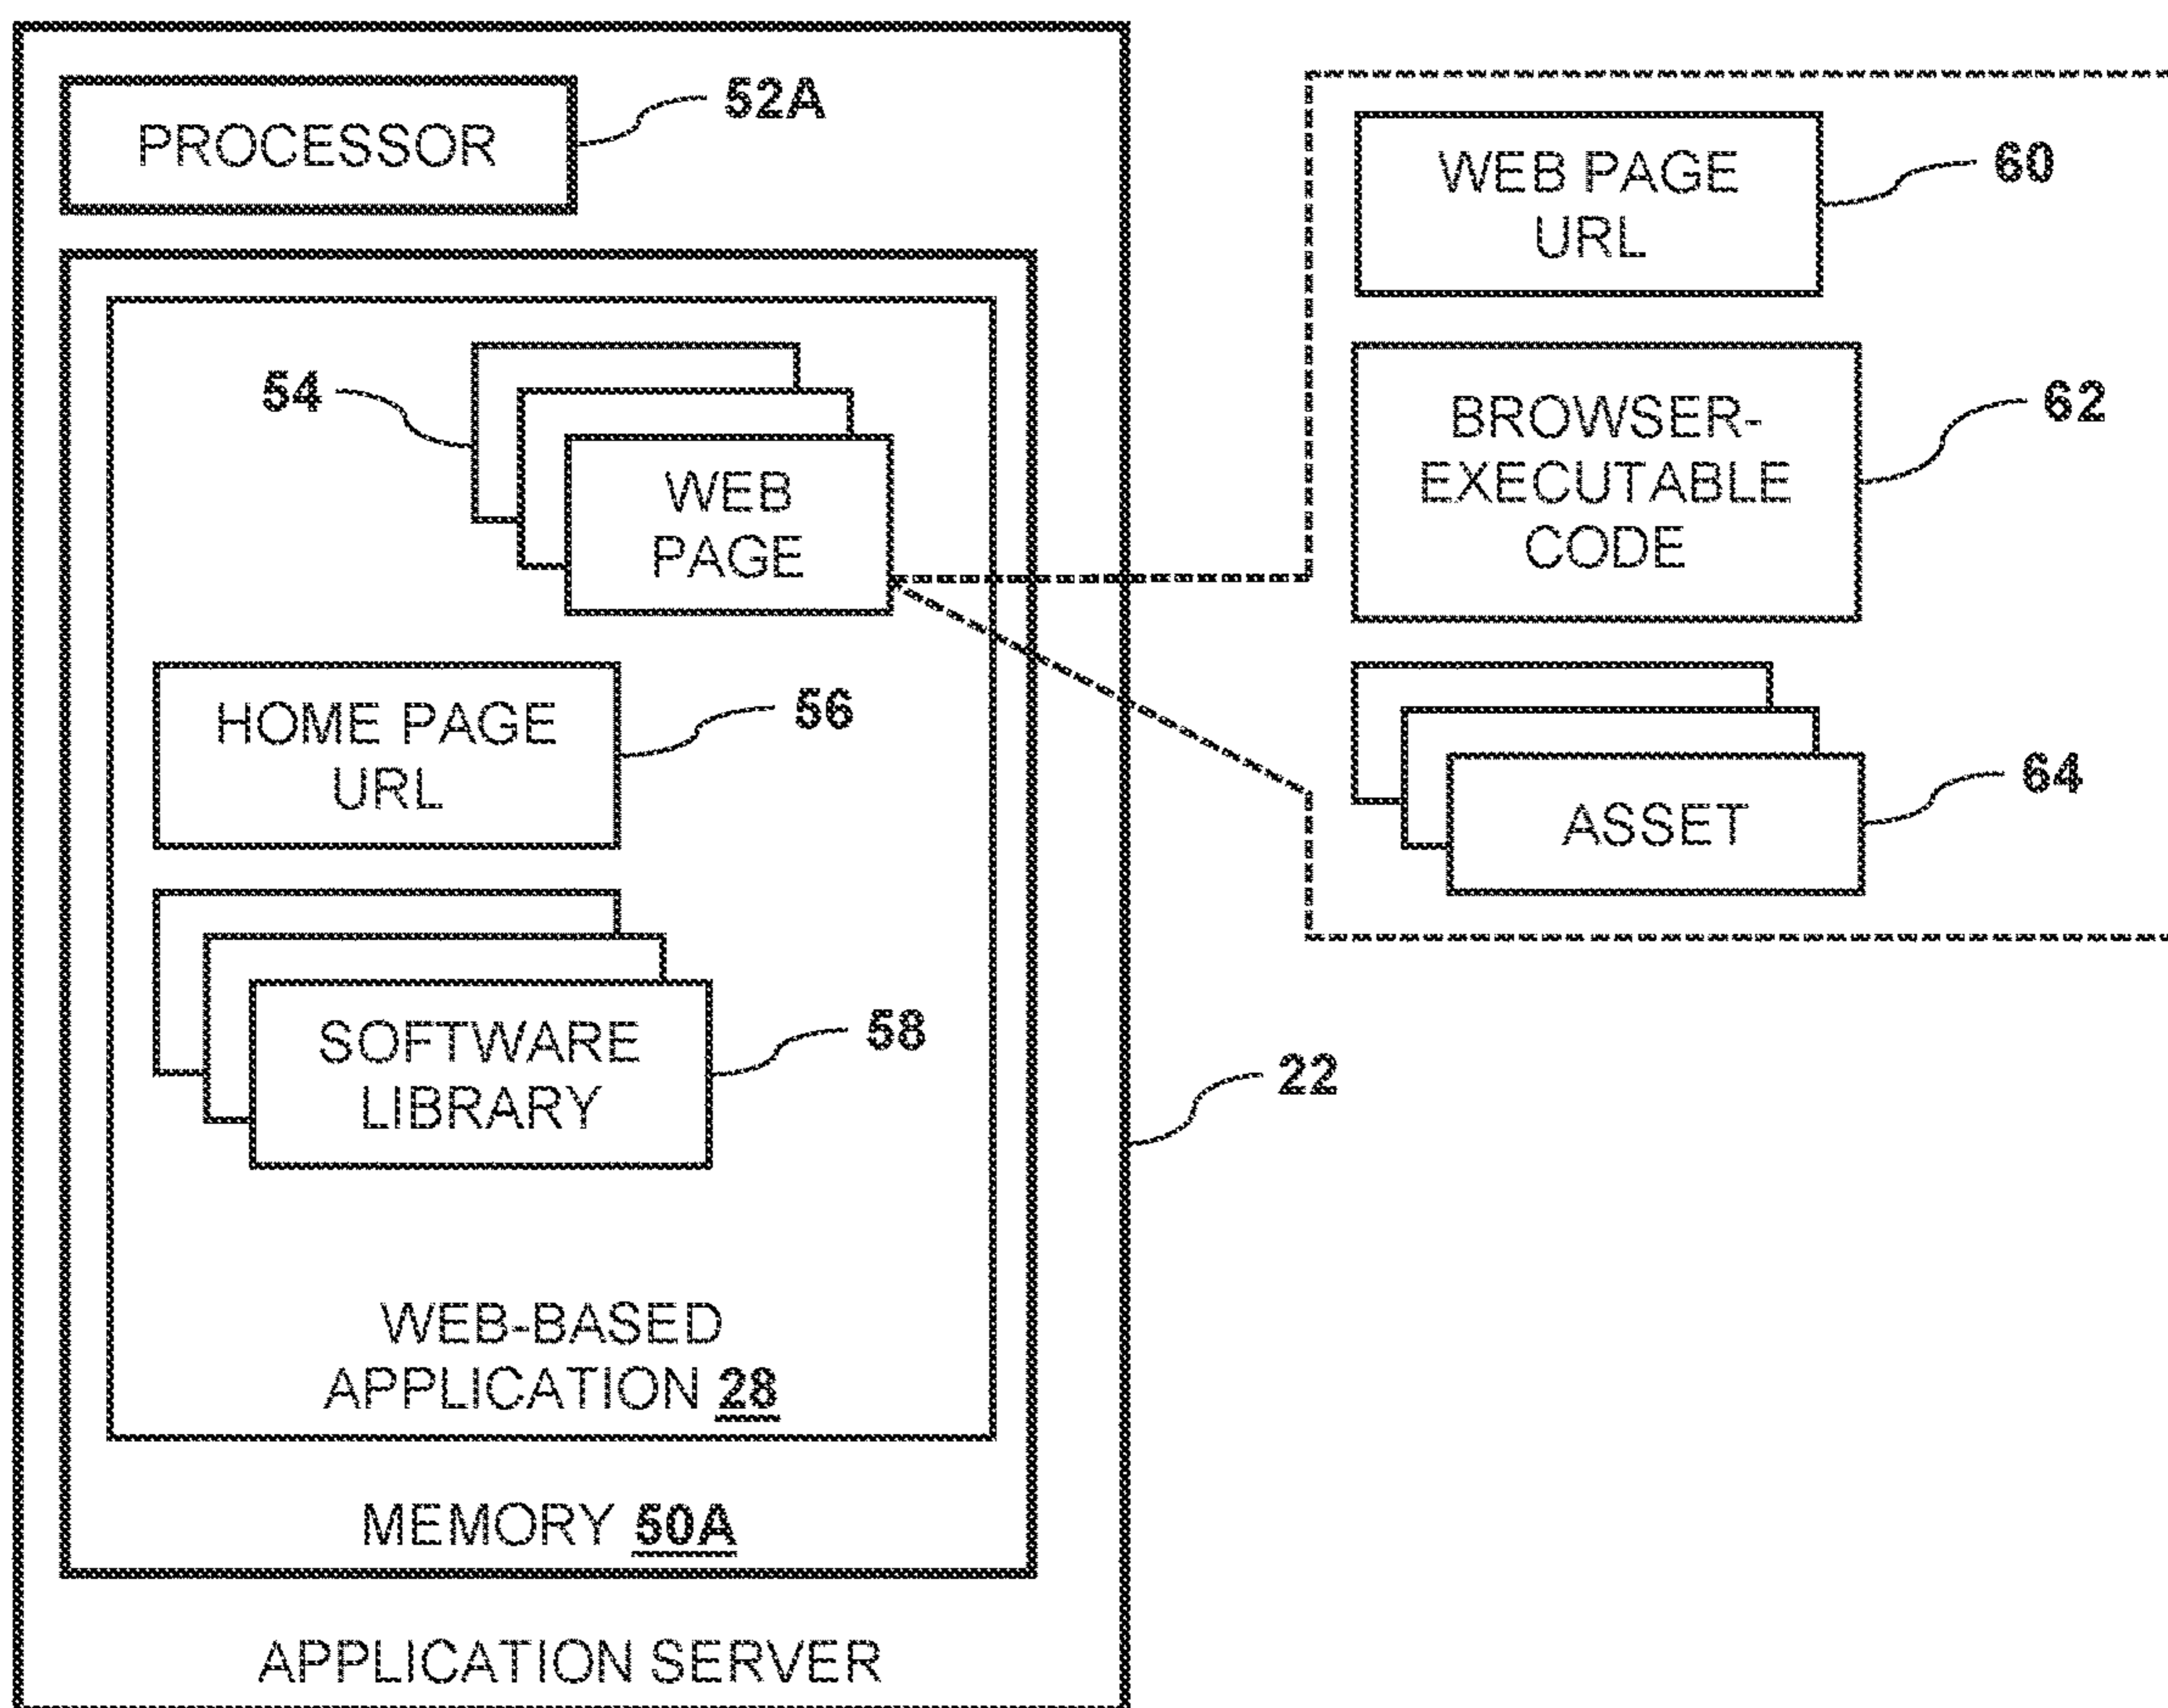 PROCESSOR
52A
54
WEB
PAGE
HOME PAGE
URL
56
SOFTWARE
LIBRARY
58
WEB-BASED
APPLICATION 28
MEMORY 50A
APPLICATION SERVER
22
WEB PAGE
URL
60
BROWSER-
EXECUTABLE
CODE
62
ASSET
64